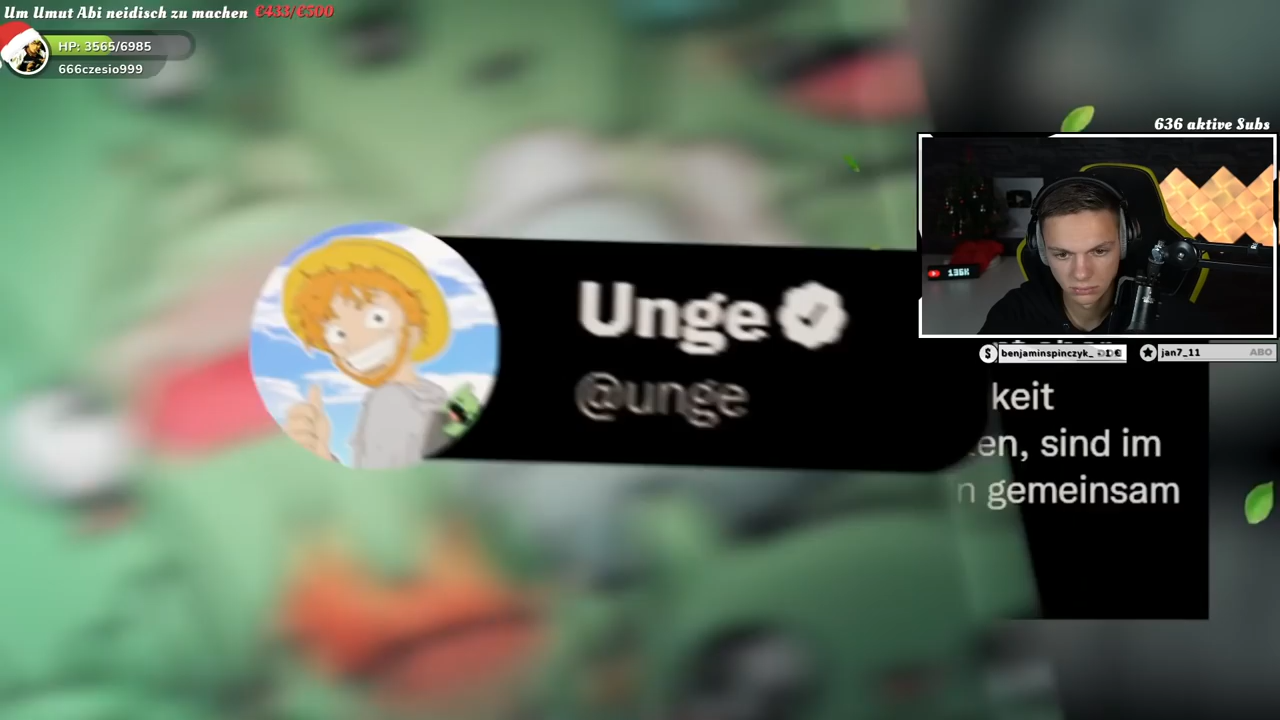 Um Umut Abi neidisch zu machen €433/€500
HP: 3565/6985
666czesio999
636 aktive Subs
136K
benjaminspinczyk_
jan7_11 ABO
Unge
@unge
keit
en, sind im
n gemeinsam